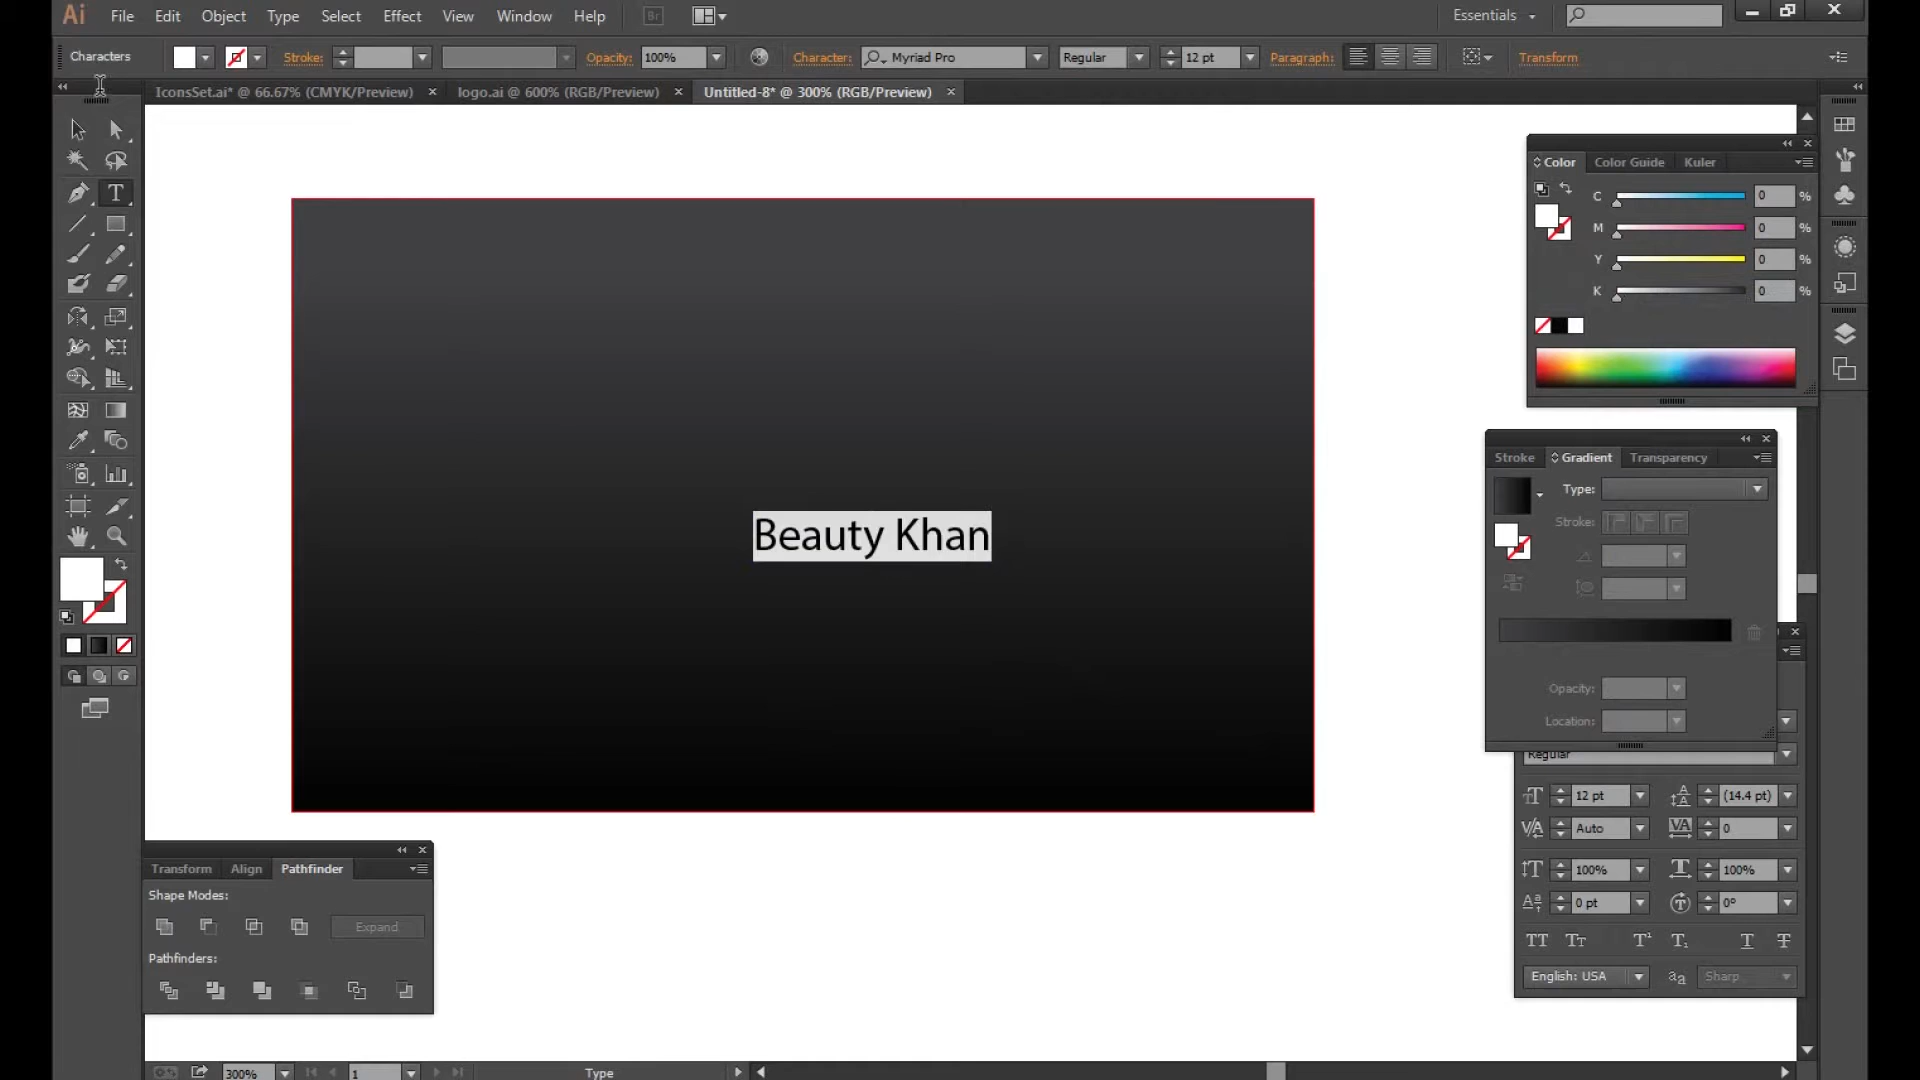 Ai File Edit Object Type Select Effect View Window Help Br Essentials
Characters Stroke: Opacity: 100% Character: Myriad Pro Regular 12 pt Paragraph: Transform
IconsSet.ai* @ 66.67% (CMYK/Preview) logo.ai @ 600% (RGB/Preview) Untitled-8* @ 300% (RGB/Preview)
Color Color Guide Kuler
C 0 %
M 0 %
Y 0 %
K 0 %
Stroke Gradient Transparency
Type:
Stroke:
Beauty Khan
Opacity:
Location:
Regular
12 pt (14.4 pt)
Auto 0
100% 100%
0 pt 0°
English: USA Sharp
Transform Align Pathfinder
Shape Modes:
Expand
Pathfinders:
300% 1 Type